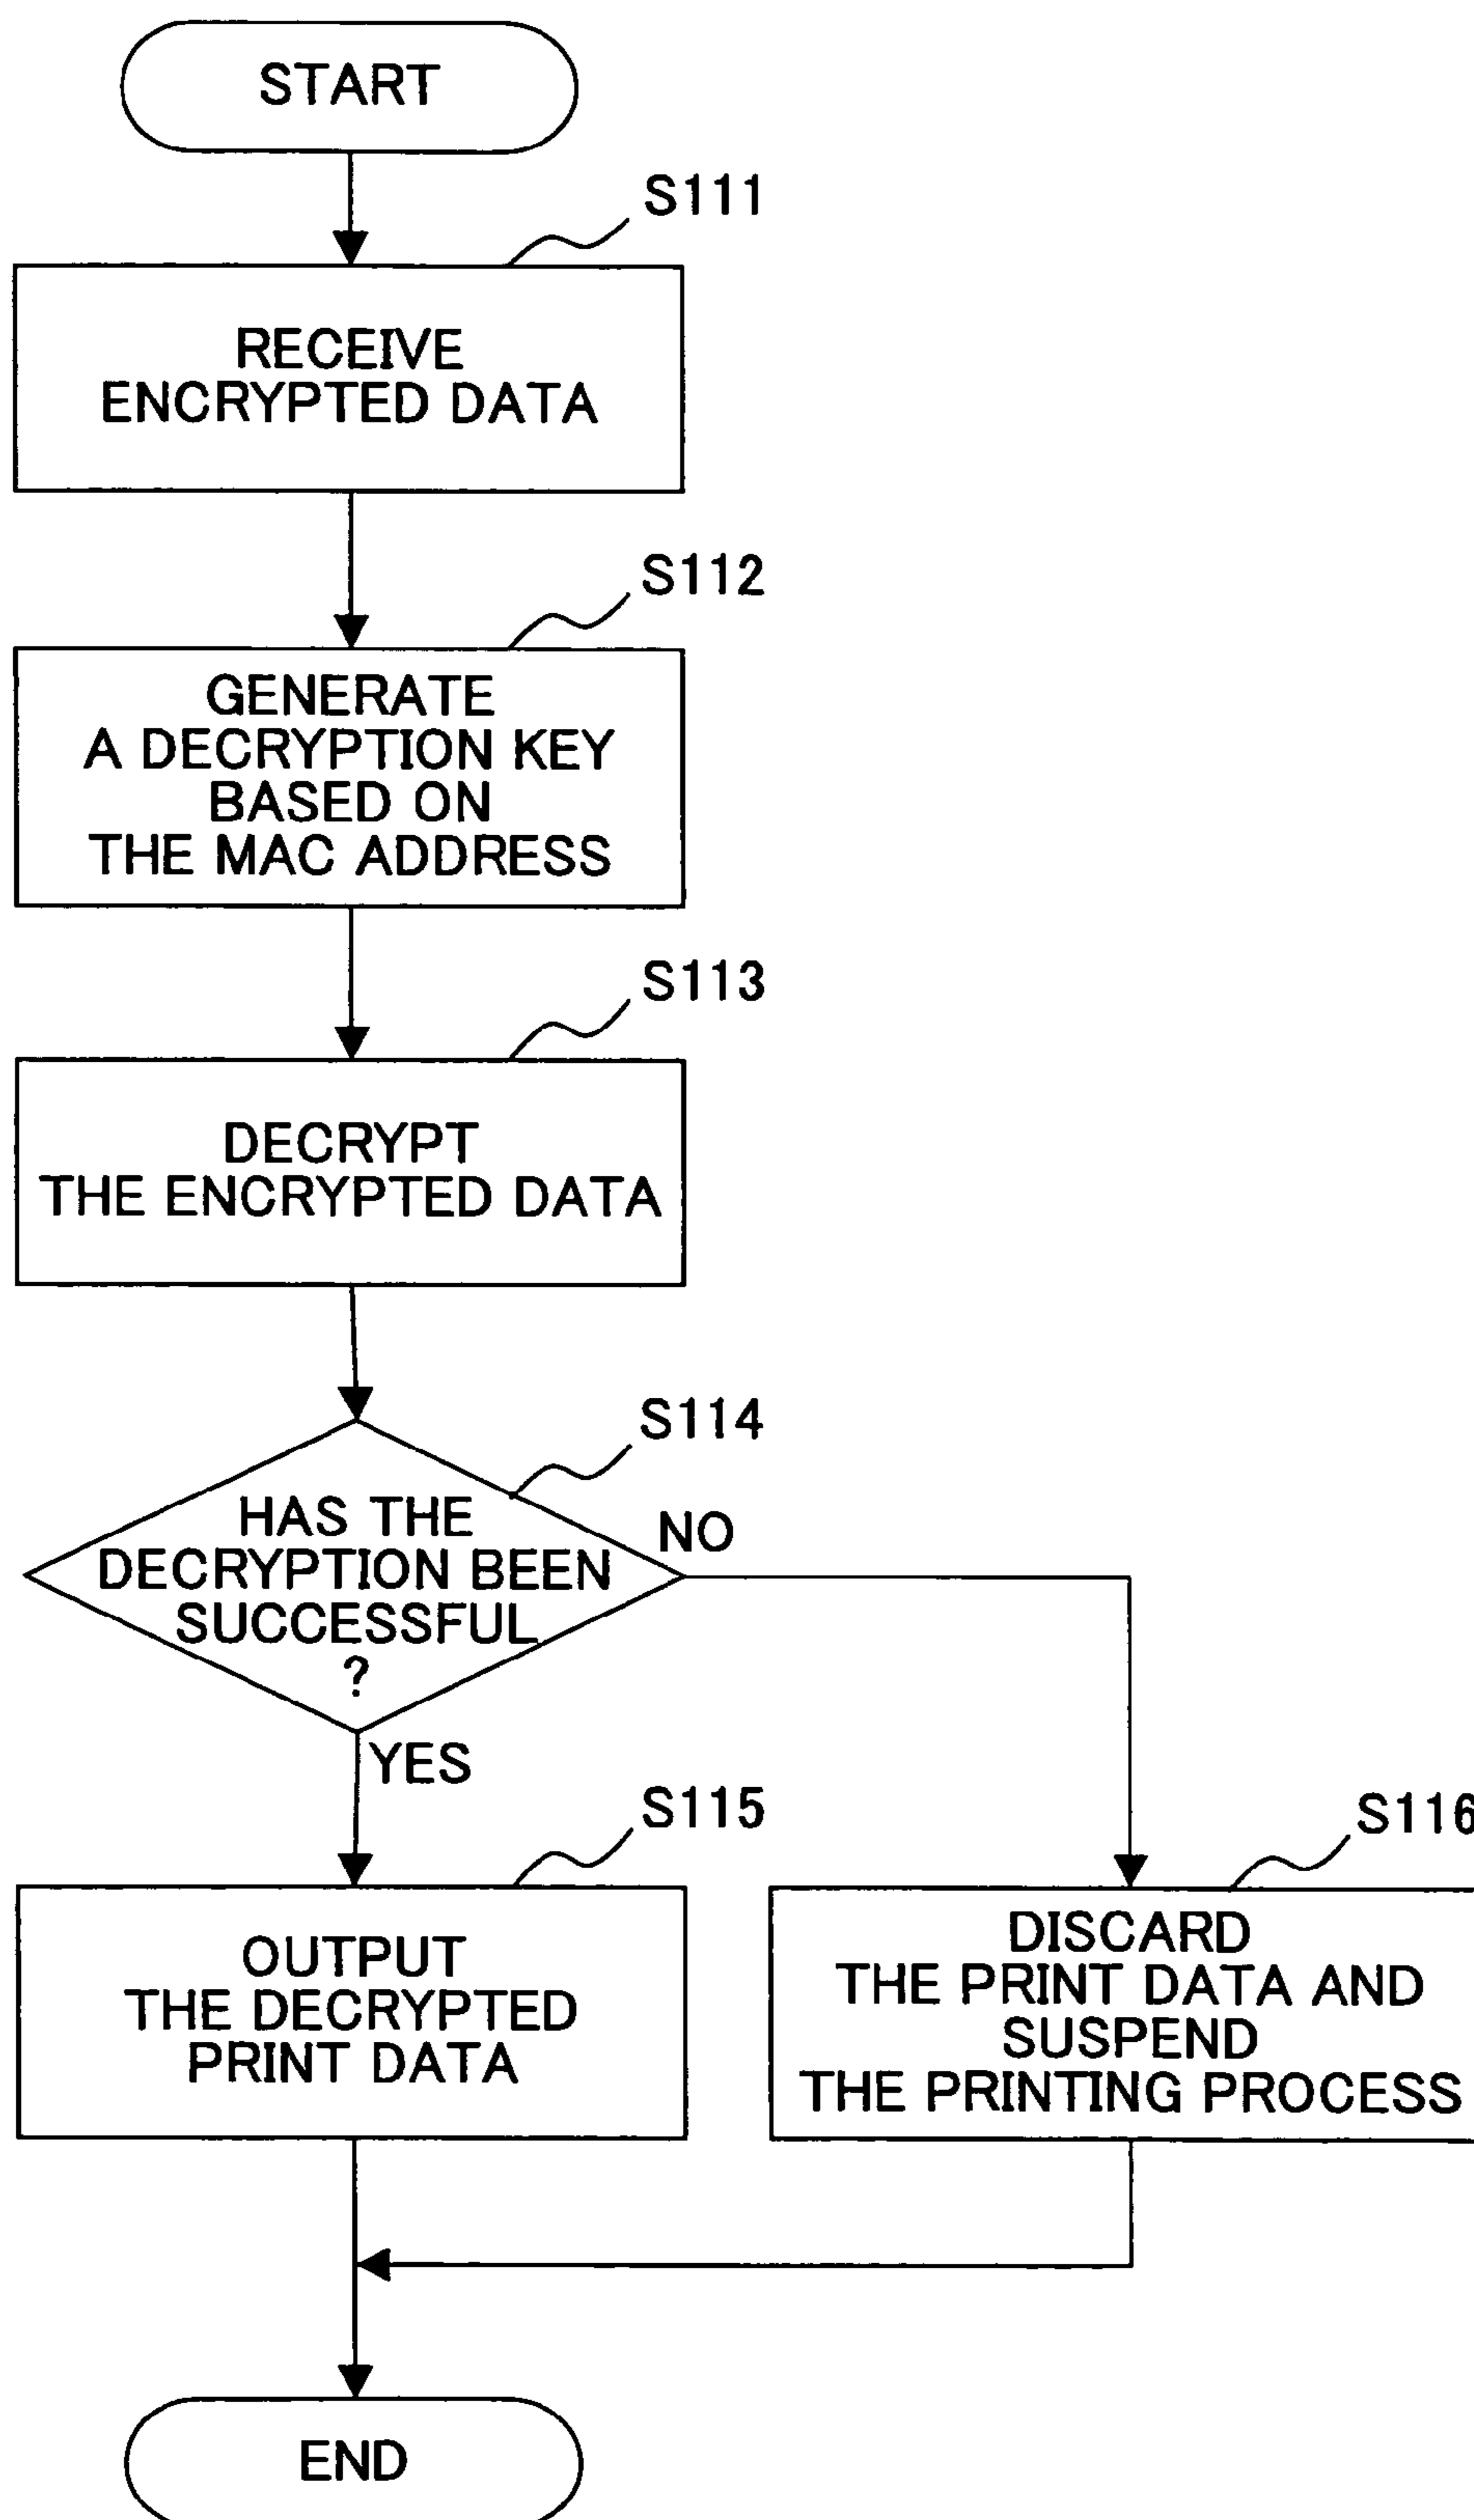 START
S111
RECEIVE
ENCRYPTED DATA
S112
GENERATE
A DECRYPTION KEY
BASED ON
THE MAC ADDRESS
S113
DECRYPT
THE ENCRYPTED DATA
S114
HAS THE
DECRYPTION BEEN
SUCCESSFUL
?
NO
YES
S115
OUTPUT
THE DECRYPTED
PRINT DATA
S116
DISCARD
THE PRINT DATA AND
SUSPEND
THE PRINTING PROCESS
END